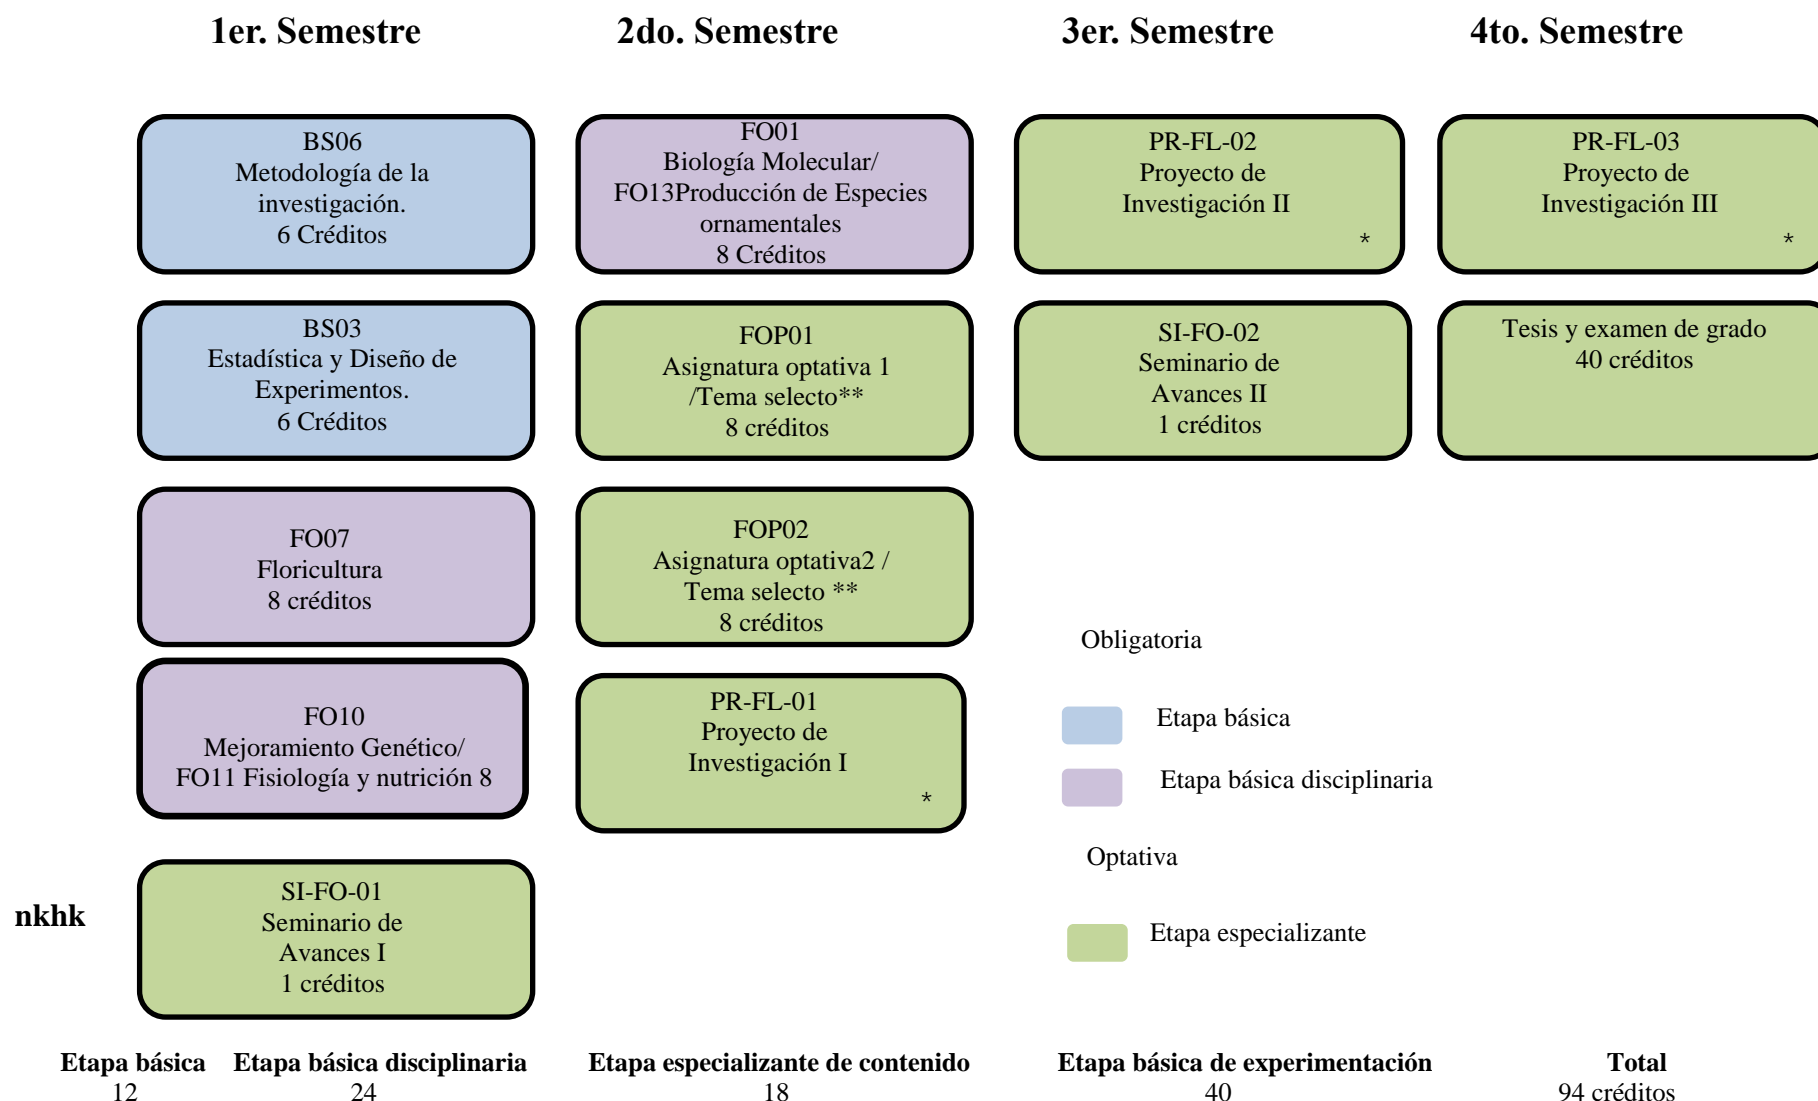 1er. Semestre
2do. Semestre
3er. Semestre
4to. Semestre
BS06
Metodología de la
investigación.
6 Créditos
FO01
Biología Molecular/
FO13Producción de Especies
ornamentales
8 Créditos
PR-FL-02
Proyecto de
Investigación II
*
PR-FL-03
Proyecto de
Investigación III
*
BS03
Estadística y Diseño de
Experimentos.
6 Créditos
FOP01
Asignatura optativa 1
/Tema selecto**
8 créditos
SI-FO-02
Seminario de
Avances II
1 créditos
Tesis y examen de grado
40 créditos
FO07
Floricultura
8 créditos
FOP02
Asignatura optativa2 /
Tema selecto **
8 créditos
FO10
Mejoramiento Genético/
FO11 Fisiología y nutrición 8
PR-FL-01
Proyecto de
Investigación I
*
Obligatoria
Etapa básica
Etapa básica disciplinaria
Optativa
Etapa especializante
nkhk
SI-FO-01
Seminario de
Avances I
1 créditos
Etapa básica
12
Etapa básica disciplinaria
24
Etapa especializante de contenido
18
Etapa básica de experimentación
40
Total
94 créditos